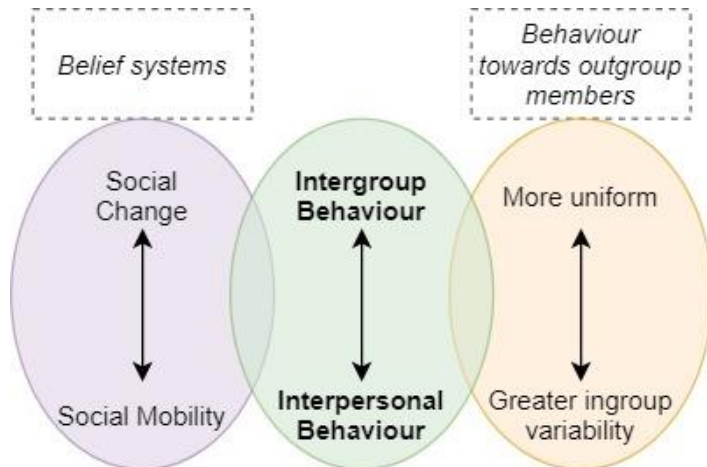 Belief systems
Behaviour
towards outgroup
members
Social
Change
Intergroup
Behaviour
More uniform
Social Mobility
Interpersonal
Behaviour
Greater ingroup
variability